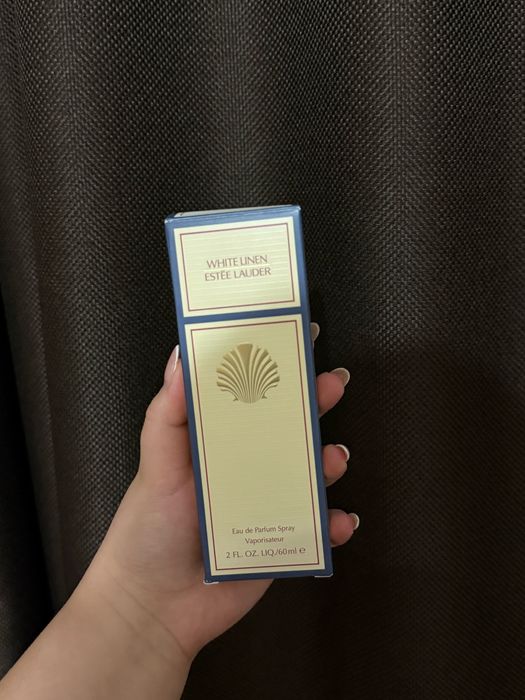 WHITE LINEN
ESTĒE LAUDER
Eau de Parfum Spray
Vaporisateur
2 FL. OZ. LIQ./60ml ℮